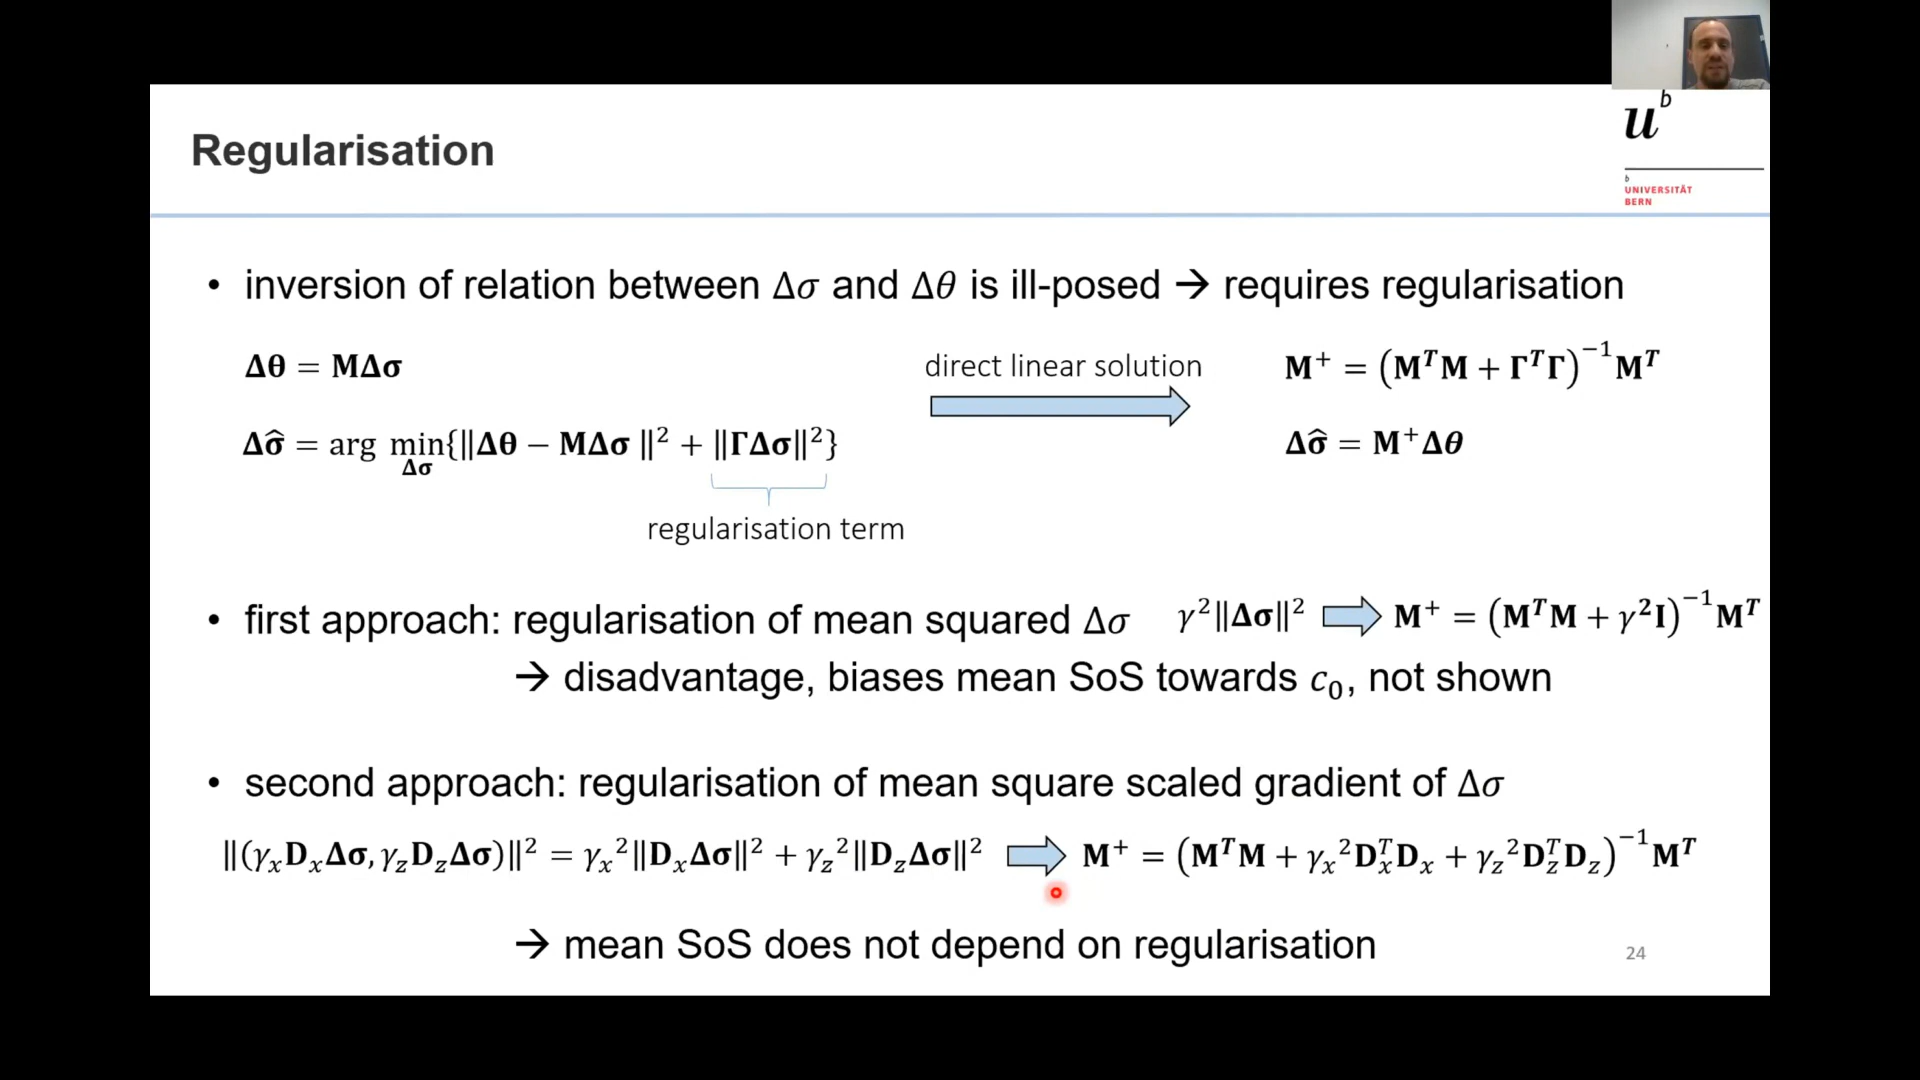 Regularisation
u^b
b
UNIVERSITÄT
BERN
• inversion of relation between Δσ and Δθ is ill-posed → requires regularisation
Δθ = MΔσ
direct linear solution
M⁺ = (MᵀM + ΓᵀΓ)⁻¹Mᵀ
Δσ̂ = arg min{‖Δθ − MΔσ ‖² + ‖ΓΔσ‖²}
Δσ
Δσ̂ = M⁺Δθ
regularisation term
• first approach: regularisation of mean squared Δσ γ²‖Δσ‖² ⇨ M⁺ = (MᵀM + γ²I)⁻¹Mᵀ
→ disadvantage, biases mean SoS towards c₀, not shown
• second approach: regularisation of mean square scaled gradient of Δσ
‖(γₓDₓΔσ, γ_zD_zΔσ)‖² = γₓ²‖DₓΔσ‖² + γ_z²‖D_zΔσ‖² ⇨ M⁺ = (MᵀM + γₓ²DₓᵀDₓ + γ_z²D_zᵀD_z)⁻¹Mᵀ
→ mean SoS does not depend on regularisation
24